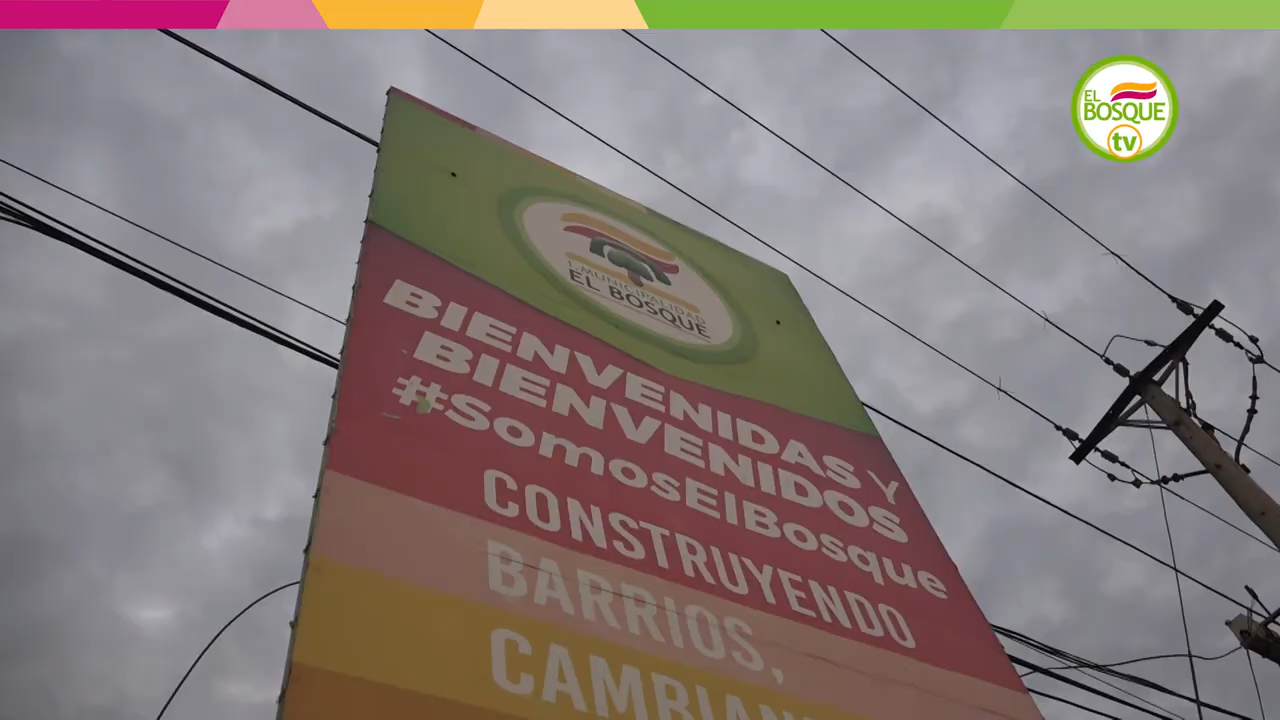 EL
BOSQUE
tv
I. MUNICIPALIDAD
EL BOSQUE
BIENVENIDAS Y
BIENVENIDOS
#SomosElBosque
CONSTRUYENDO
BARRIOS,